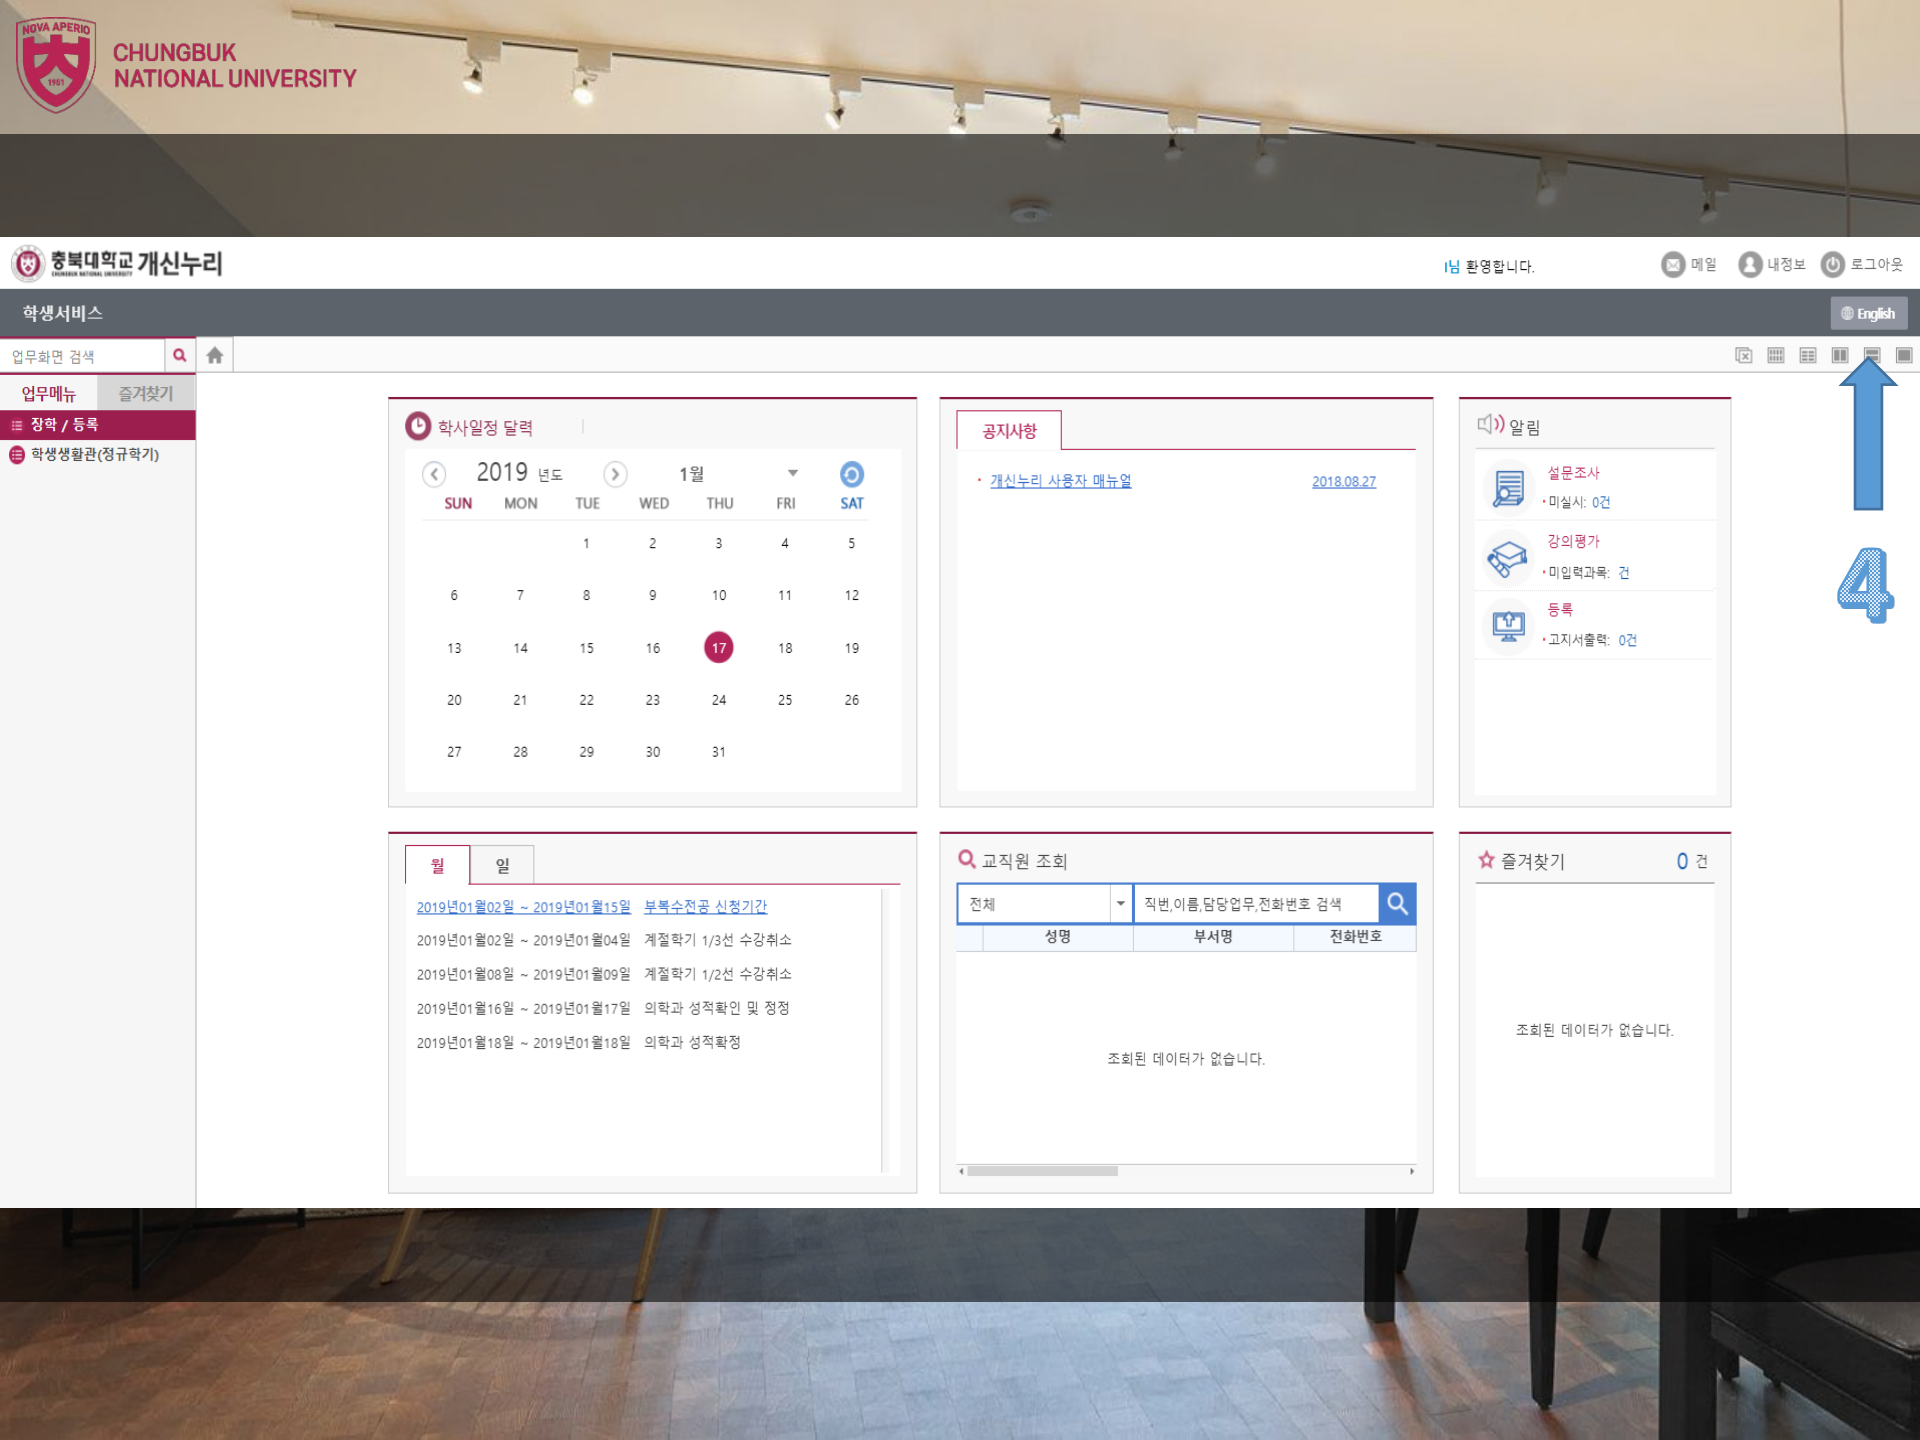 NOVA APERIO
1951
CHUNGBUK
NATIONAL UNIVERSITY
충북대학교 개신누리
CHUNGBUK NATIONAL UNIVERSITY
님 환영합니다.
메일
내정보
로그아웃
학생서비스
English
업무화면 검색
업무메뉴
즐겨찾기
장학 / 등록
학생생활관(정규학기)
학사일정 달력
2019 년도
1월
SUN MON TUE WED THU FRI SAT
1 2 3 4 5
6 7 8 9 10 11 12
13 14 15 16 17 18 19
20 21 22 23 24 25 26
27 28 29 30 31
공지사항
· 개신누리 사용자 매뉴얼 2018.08.27
알림
설문조사
· 미실시: 0건
강의평가
· 미입력과목: 건
등록
· 고지서출력: 0건
4
월 일
2019년01월02일 ~ 2019년01월15일 부복수전공 신청기간
2019년01월02일 ~ 2019년01월04일 계절학기 1/3선 수강취소
2019년01월08일 ~ 2019년01월09일 계절학기 1/2선 수강취소
2019년01월16일 ~ 2019년01월17일 의학과 성적확인 및 정정
2019년01월18일 ~ 2019년01월18일 의학과 성적확정
교직원 조회
전체
직번,이름,담당업무,전화번호 검색
성명 부서명 전화번호
조회된 데이터가 없습니다.
즐겨찾기 0 건
조회된 데이터가 없습니다.